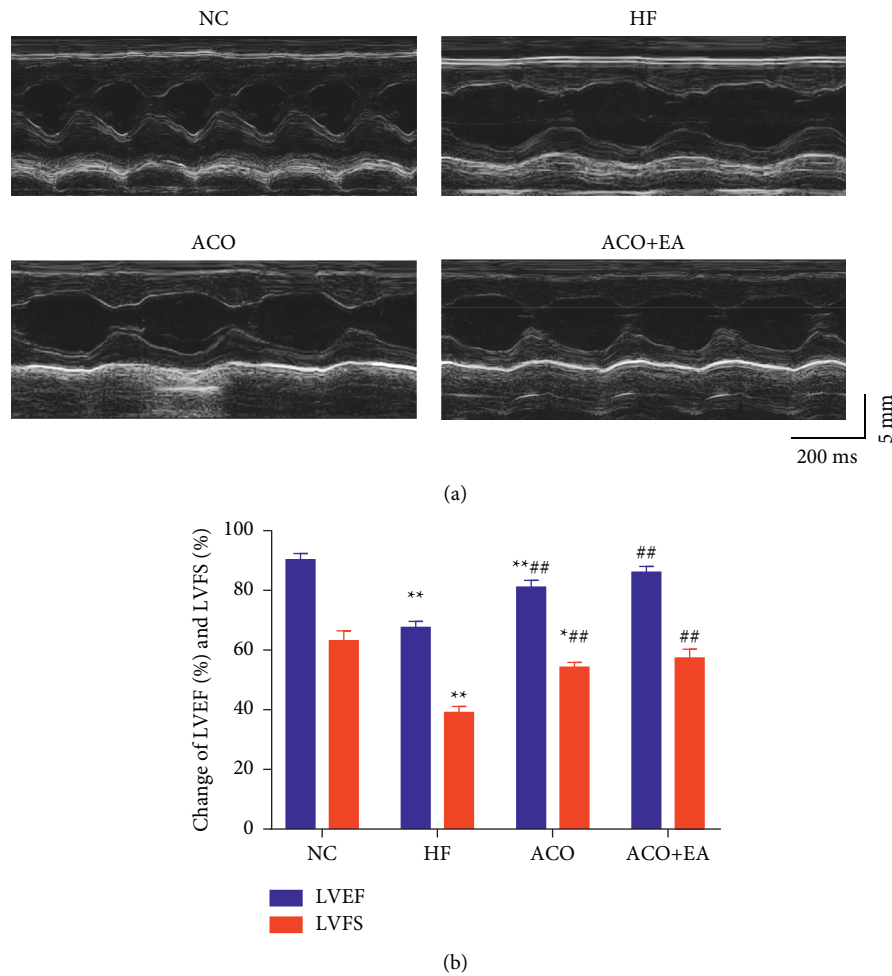 NC
HF
ACO
ACO+EA
5 mm
200 ms
(a)
Change of LVEF (%) and LVFS (%)
100
80
60
40
20
0
**
**
**##
*##
##
##
NC
HF
ACO
ACO+EA
LVEF
LVFS
(b)